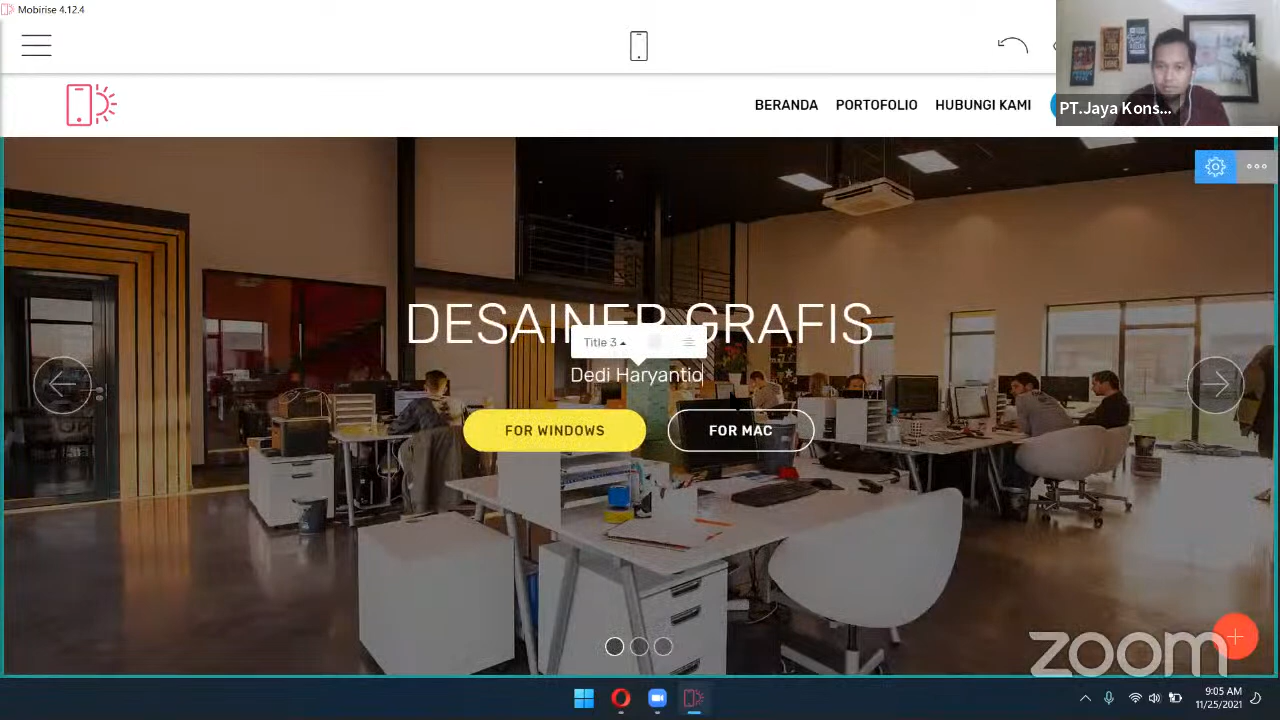 Mobirise 4.12.4
BERANDA PORTOFOLIO HUBUNGI KAMI
PT.Jaya Kons...
DESAINER GRAFIS
Title 3
Dedi Haryantio
FOR WINDOWS FOR MAC
zoom
9:05 AM
11/25/2021